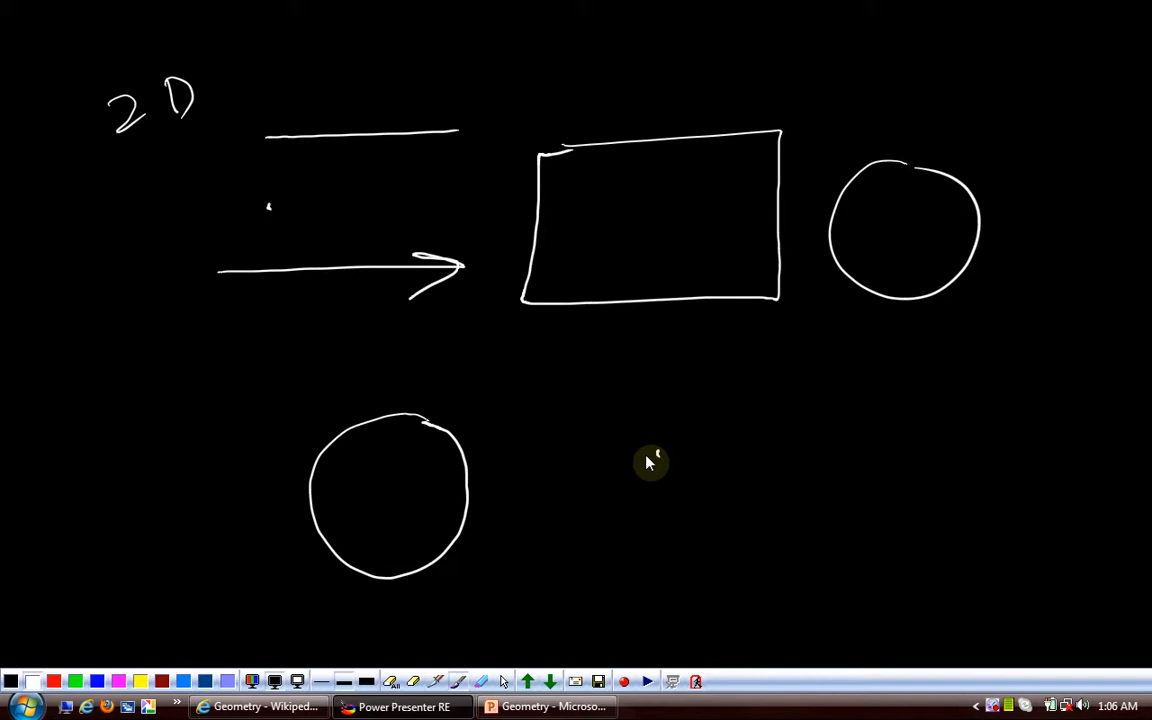 2D
Geometry - Wikiped...
Power Presenter RE
Geometry - Microso...
1:06 AM